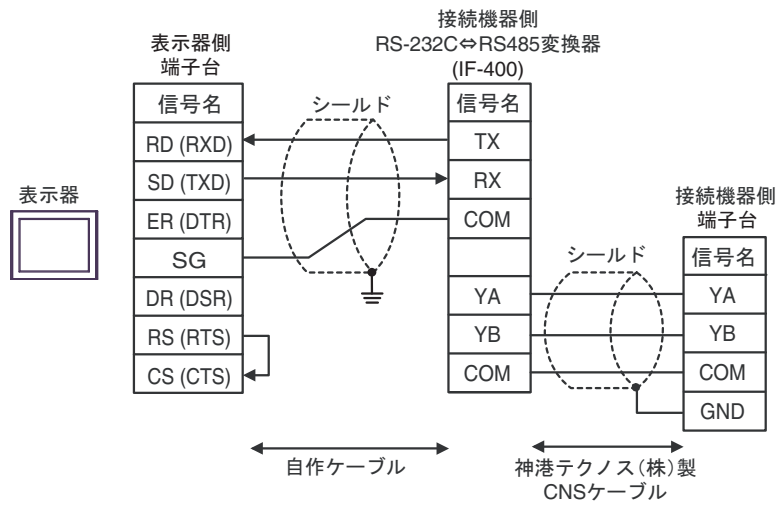 接続機器側
RS-232C⇔RS485変換器
(IF-400)
表示器側
端子台
信号名
RD (RXD)
SD (TXD)
ER (DTR)
SG
DR (DSR)
RS (RTS)
CS (CTS)
表示器
シールド
信号名
TX
RX
COM
YA
YB
COM
シールド
接続機器側
端子台
信号名
YA
YB
COM
GND
自作ケーブル
神港テクノス(株)製
CNSケーブル